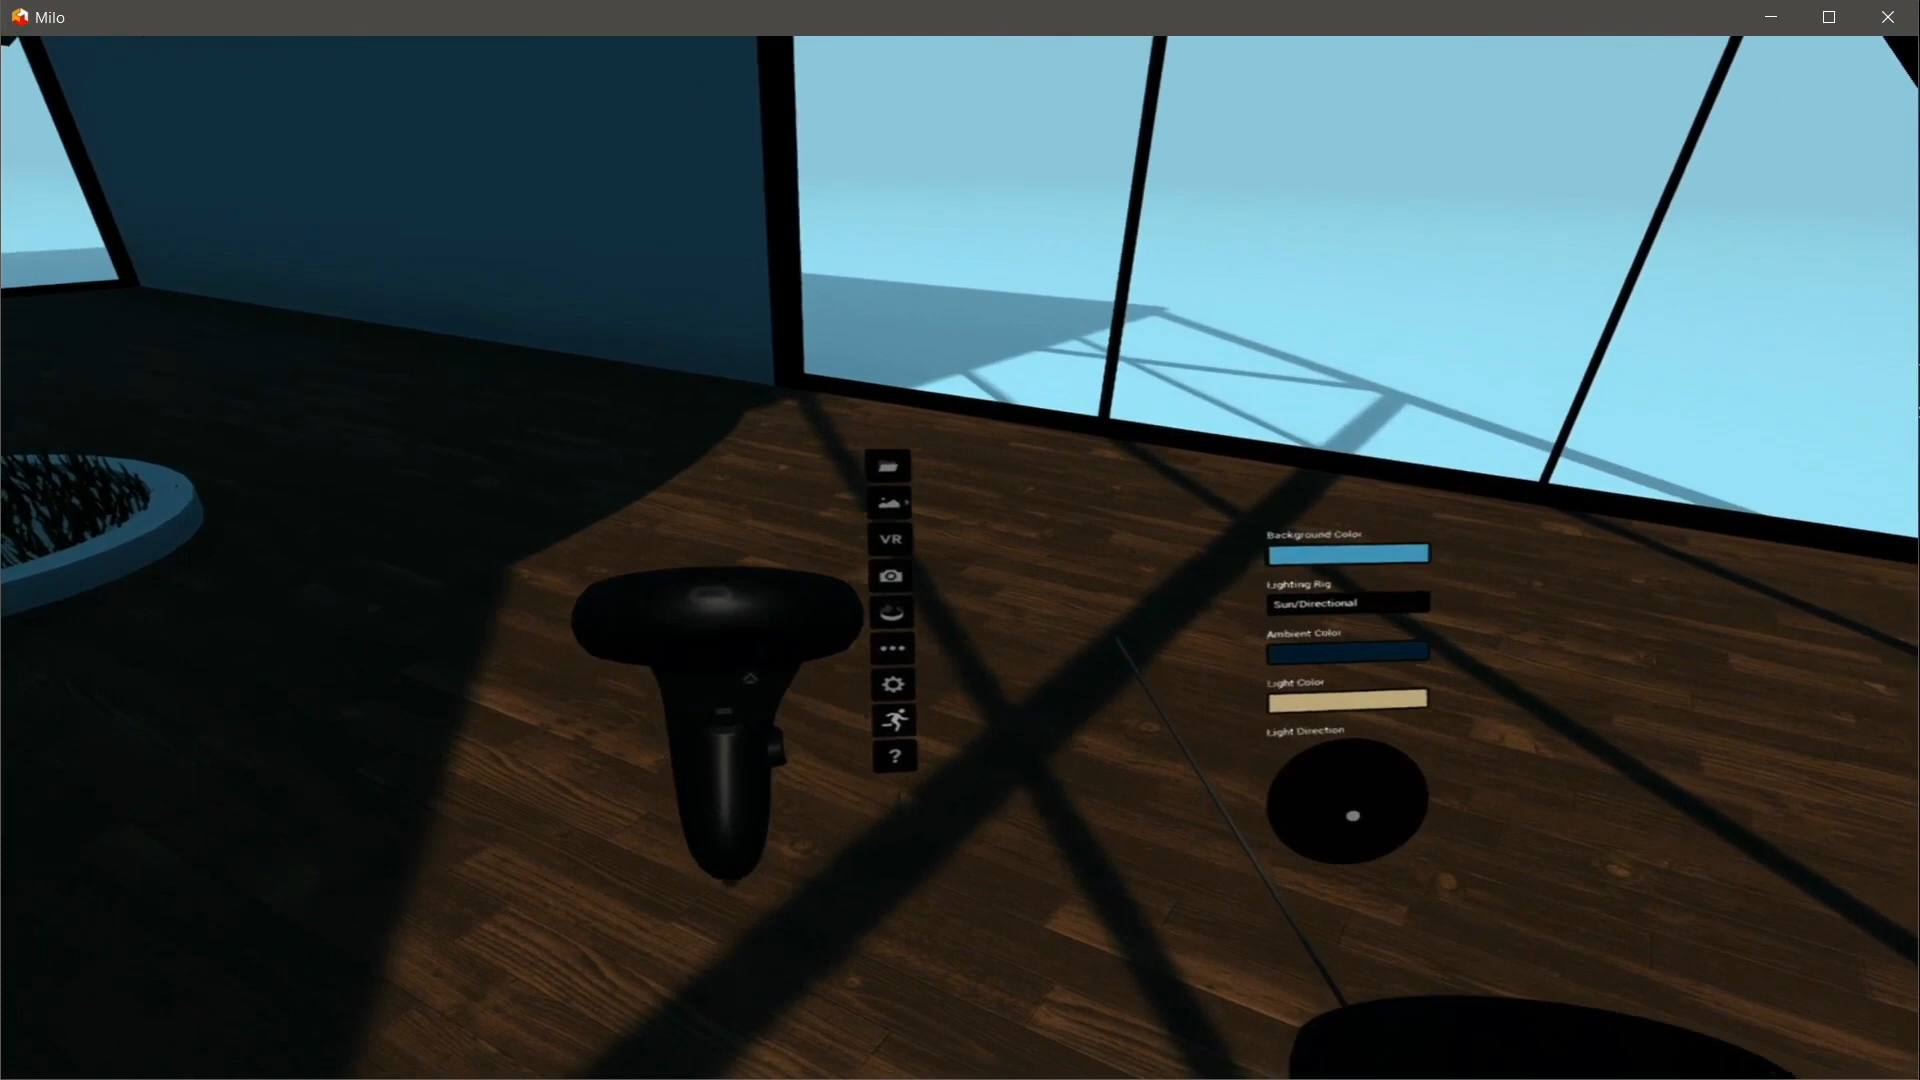 Milo
VR
?
Background Color
Lighting Rig
Sun/Directional
Ambient Color
Light Color
Light Direction